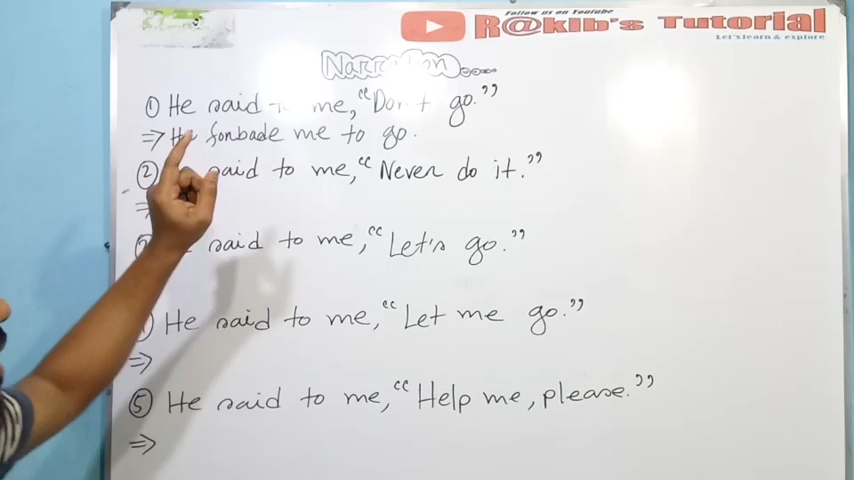 Follow us on Youtube
R@kib's Tutorial
Let's learn & explore
Narration....
① He said to me, "Don't go."
⇒ He forbade me to go.
② said to me, "Never do it."
⇒
said to me, "Let's go."
He said to me, "Let me go."
⇒
⑤ He said to me, "Help me, please."
⇒